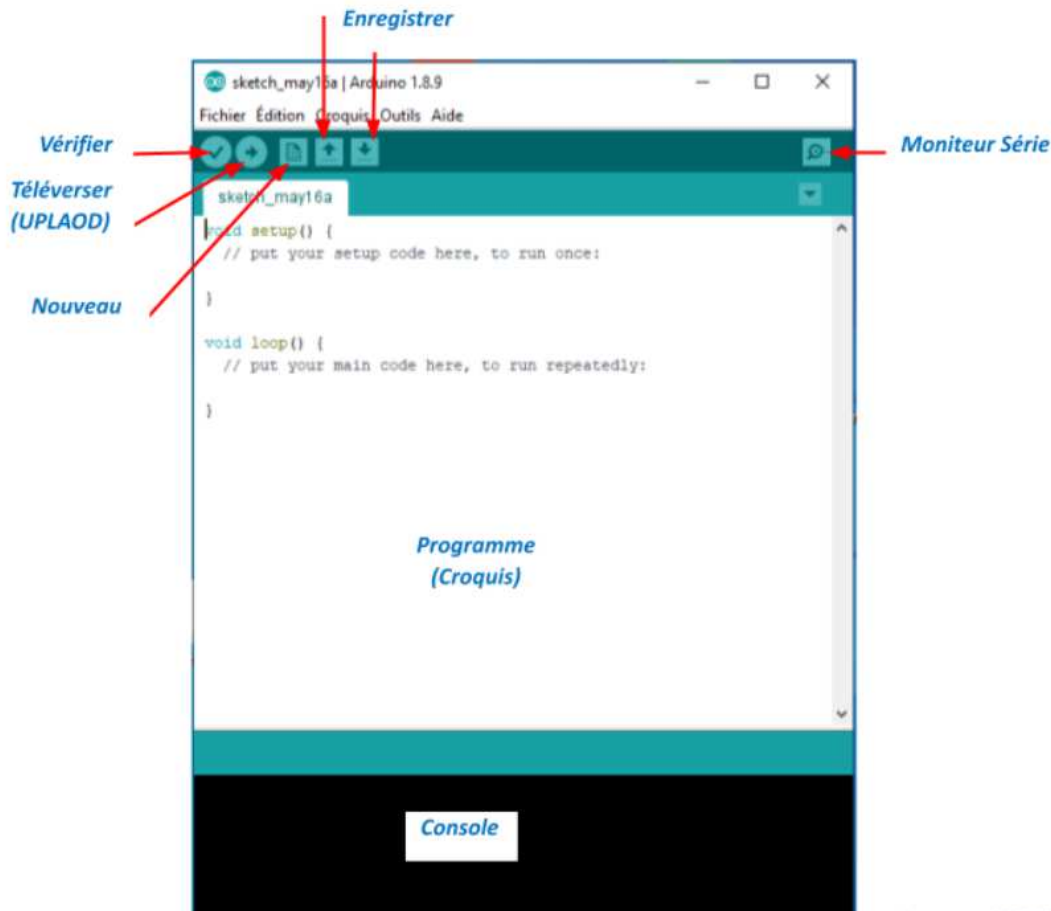 Enregistrer
sketch_may16a | Arduino 1.8.9
Fichier Édition Croquis Outils Aide
Vérifier
Moniteur Série
Téléverser
(UPLAOD)
sketch_may16a
void setup() {
// put your setup code here, to run once:
}
Nouveau
void loop() {
// put your main code here, to run repeatedly:
}
Programme
(Croquis)
Console